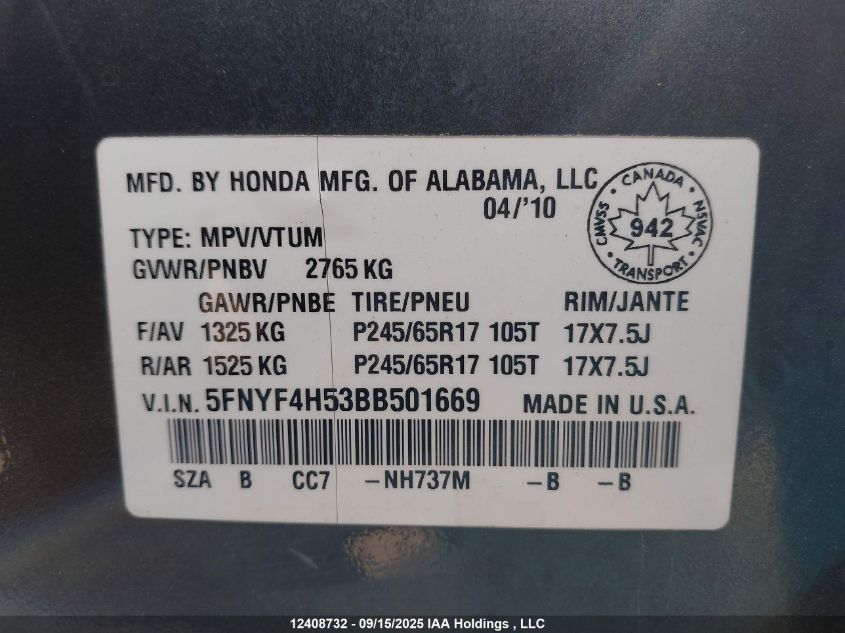 MFD. BY HONDA MFG. OF ALABAMA, LLC
04/'10
CANADA
CMVSS 942 NSVAC
TRANSPORT
TYPE: MPV/VTUM
GVWR/PNBV 2765 KG
GAWR/PNBE TIRE/PNEU RIM/JANTE
F/AV 1325 KG P245/65R17 105T 17X7.5J
R/AR 1525 KG P245/65R17 105T 17X7.5J
V.I.N. 5FNYF4H53BB501669 MADE IN U.S.A.
SZA B CC7 –NH737M –B –B
12408732 - 09/15/2025 IAA Holdings , LLC